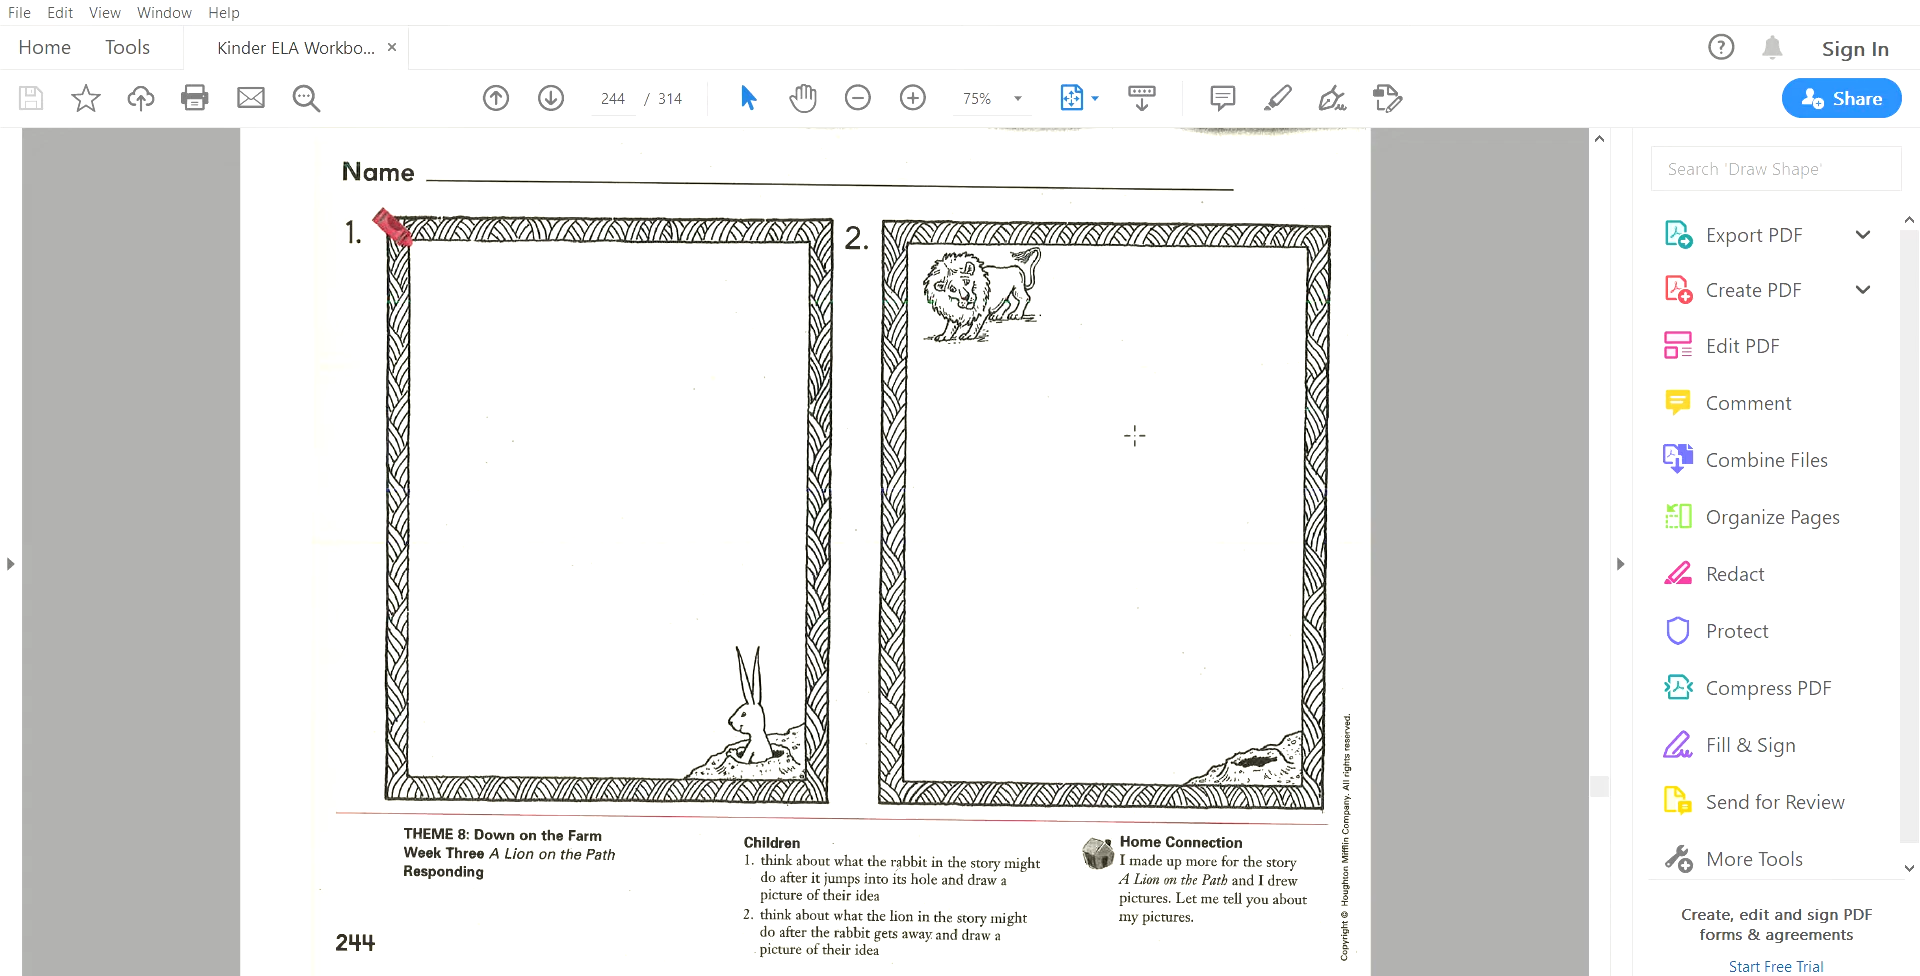 File Edit View Window Help
Home Tools Kinder ELA Workbo... ×
Sign In
244 / 314 75%
Share
Search 'Draw Shape'
Export PDF
Create PDF
Edit PDF
Comment
Combine Files
Organize Pages
Redact
Protect
Compress PDF
Fill & Sign
Send for Review
More Tools
Create, edit and sign PDF
forms & agreements
Start Free Trial
Name
1.
2.
THEME 8: Down on the Farm
Week Three A Lion on the Path
Responding
Children
1. think about what the rabbit in the story might
do after it jumps into its hole and draw a
picture of their idea
2. think about what the lion in the story might
do after the rabbit gets away and draw a
picture of their idea
Home Connection
I made up more for the story
A Lion on the Path and I drew
pictures. Let me tell you about
my pictures.
Copyright © Houghton Mifflin Company. All rights reserved.
244